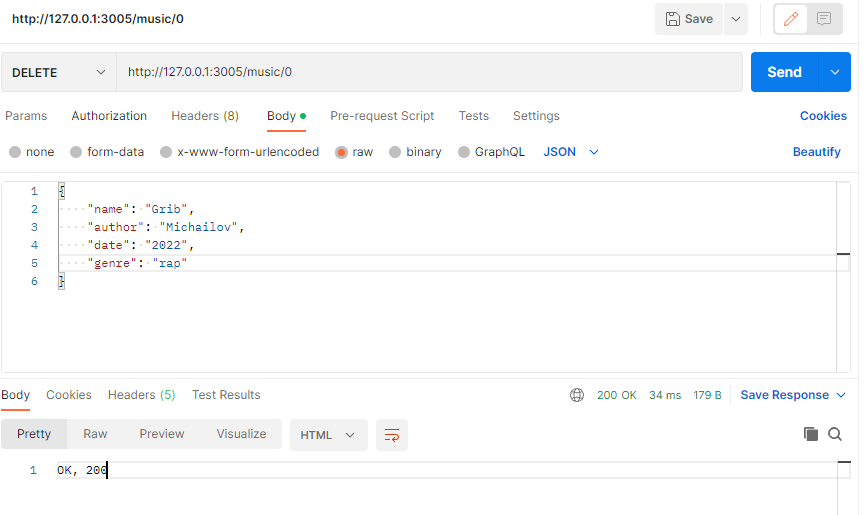 http://127.0.0.1:3005/music/0 Save
DELETE http://127.0.0.1:3005/music/0 Send
Params Authorization Headers (8) Body Pre-request Script Tests Settings Cookies
none form-data x-www-form-urlencoded raw binary GraphQL JSON Beautify
1 {
2 "name": "Grib",
3 "author": "Michailov",
4 "date": "2022",
5 "genre": "rap"
6 }
Body Cookies Headers (5) Test Results 200 OK 34 ms 179 B Save Response
Pretty Raw Preview Visualize HTML
1 OK, 200